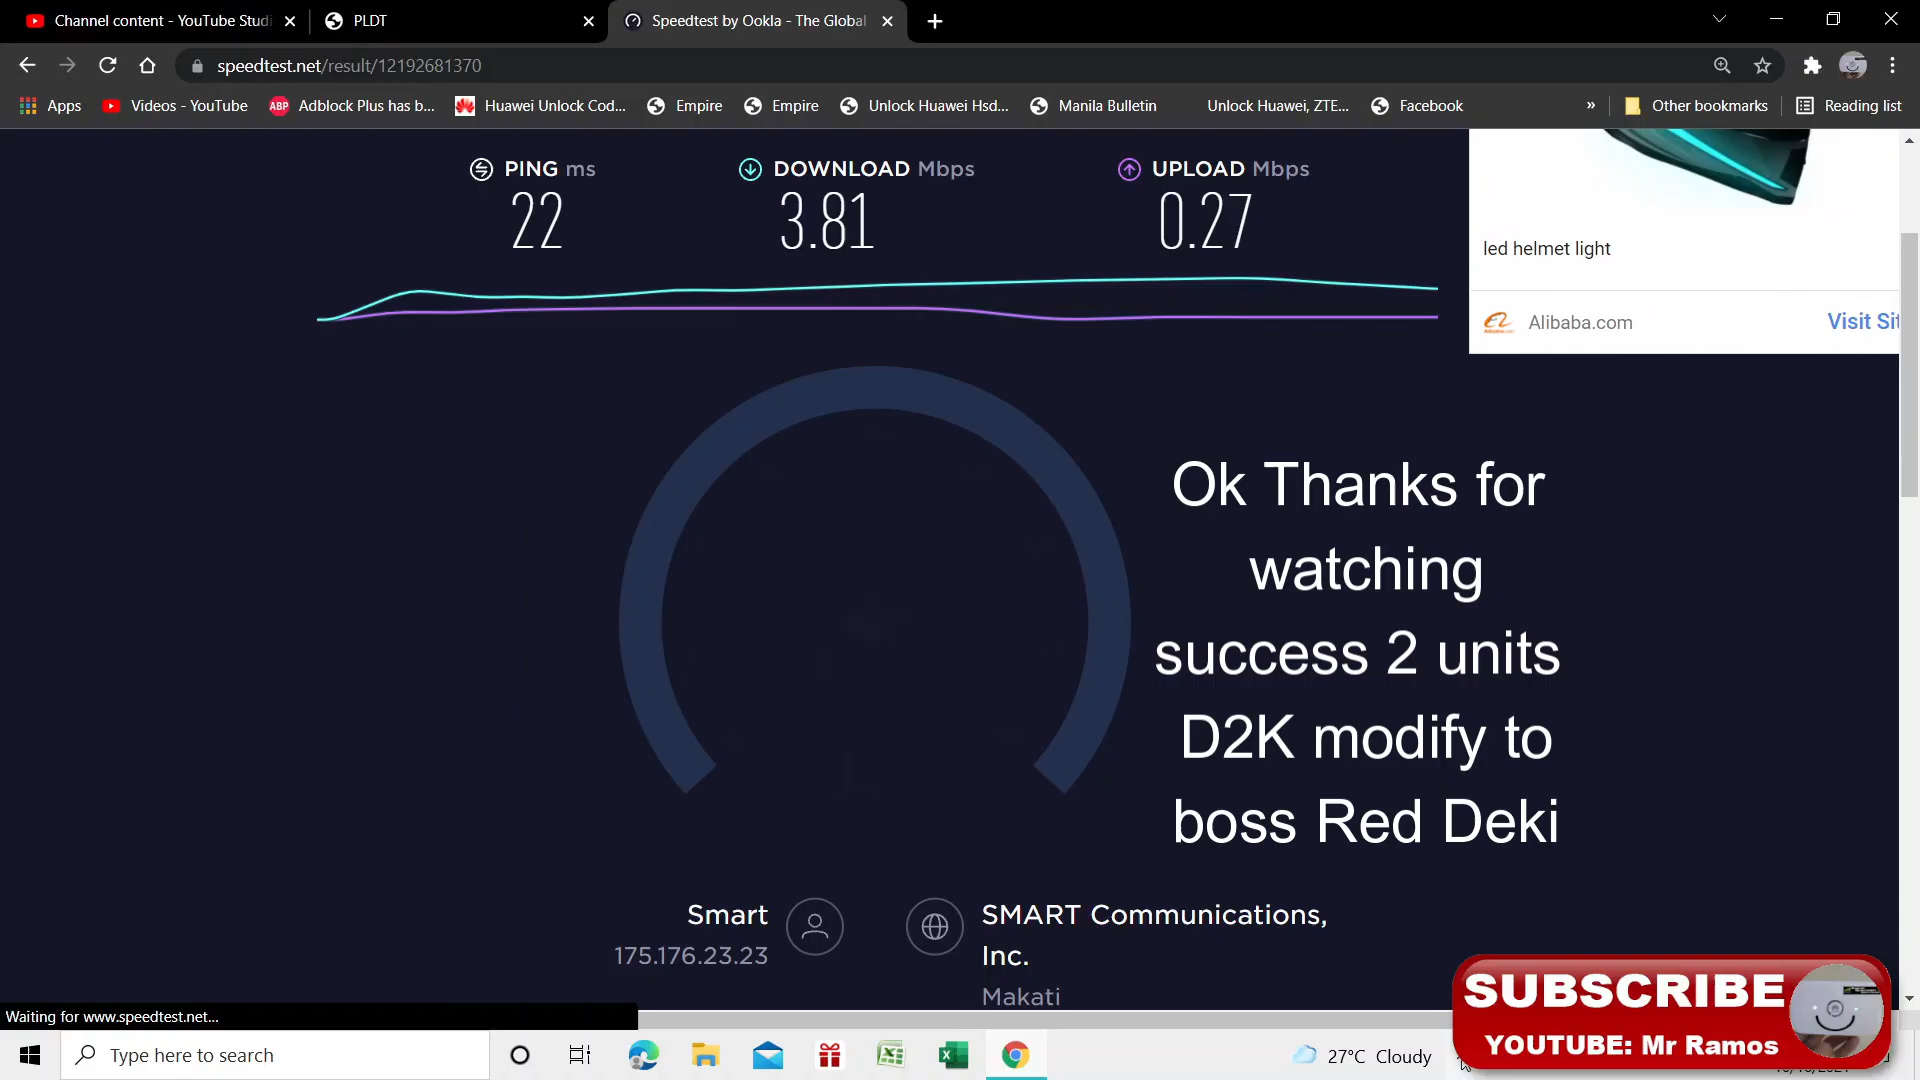 Channel content - YouTube Studi
PLDT
Speedtest by Ookla - The Global
speedtest.net/result/12192681370
Apps
Videos - YouTube
ABP Adblock Plus has b...
Huawei Unlock Cod...
Empire
Empire
Unlock Huawei Hsd...
Manila Bulletin
Unlock Huawei, ZTE...
Facebook
»
Other bookmarks
Reading list
PING ms
22
DOWNLOAD Mbps
3.81
UPLOAD Mbps
0.27
led helmet light
Alibaba.com
Visit Sit
Ok Thanks for
watching
success 2 units
D2K modify to
boss Red Deki
Smart
175.176.23.23
SMART Communications,
Inc.
Makati
SUBSCRIBE
YOUTUBE: Mr Ramos
Waiting for www.speedtest.net...
Type here to search
27°C Cloudy